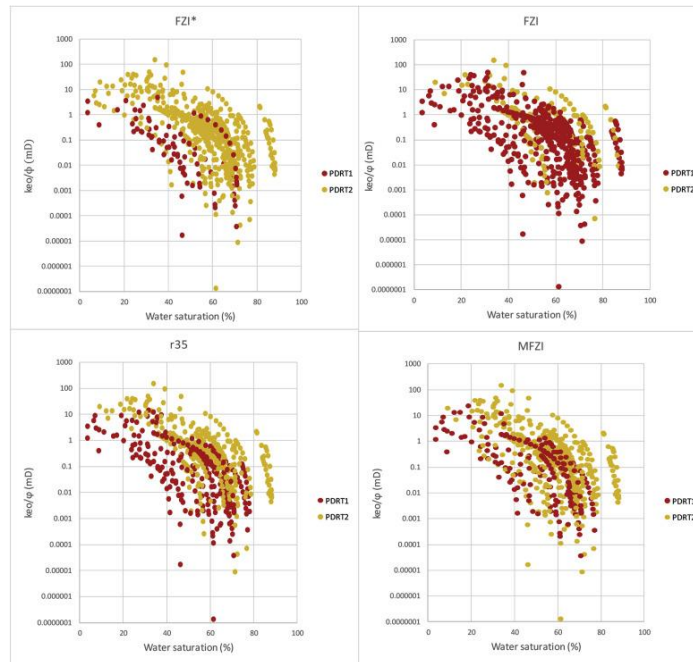 FZI*
1000
100
10
1
0.1
0.01
0.001
0.0001
0.00001
0.000001
0.0000001
0 20 40 60 80 100
keo/ϕ (mD)
Water saturation (%)
PDRT1
PDRT2
FZI
1000
100
10
1
0.1
0.01
0.001
0.0001
0.00001
0.000001
0.0000001
0 20 40 60 80 100
keo/φ (mD)
Water saturation (%)
PDRT1
PDRT2
r35
1000
100
10
1
0.1
0.01
0.001
0.0001
0.00001
0.000001
0.0000001
0 20 40 60 80 100
keo/φ (mD)
Water saturation (%)
PDRT1
PDRT2
MFZI
1000
100
10
1
0.1
0.01
0.001
0.0001
0.00001
0.000001
0.0000001
0 20 40 60 80 100
keo/φ (mD)
Water saturation (%)
PDRT1
PDRT2